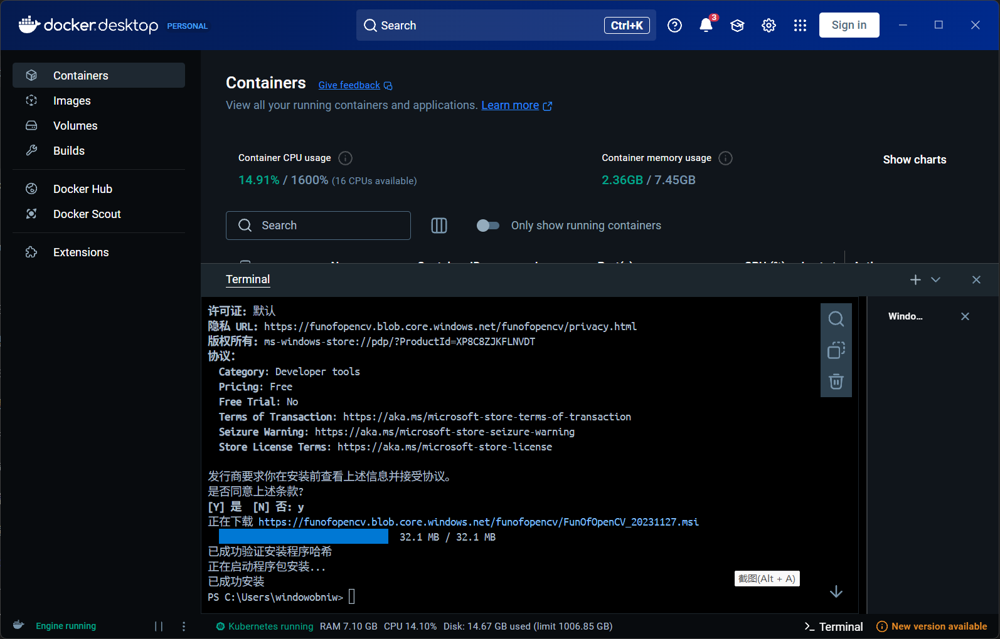 docker desktop PERSONAL
Search Ctrl+K
3
Sign in
Containers
Images
Volumes
Builds
Docker Hub
Docker Scout
Extensions
Containers Give feedback
View all your running containers and applications. Learn more
Container CPU usage
14.91% / 1600% (16 CPUs available)
Container memory usage
2.36GB / 7.45GB
Show charts
Search
Only show running containers
Terminal
许可证: 默认
隐私 URL: https://funofopencv.blob.core.windows.net/funofopencv/privacy.html
版权所有: ms-windows-store://pdp/?ProductId=XP8C8ZJKFLNVDT
协议:
Category: Developer tools
Pricing: Free
Free Trial: No
Terms of Transaction: https://aka.ms/microsoft-store-terms-of-transaction
Seizure Warning: https://aka.ms/microsoft-store-seizure-warning
Store License Terms: https://aka.ms/microsoft-store-license
发行商要求你在安装前查看上述信息并接受协议。
是否同意上述条款?
[Y] 是  [N] 否: y
正在下载 https://funofopencv.blob.core.windows.net/funofopencv/FunOfOpenCV_20231127.msi
32.1 MB / 32.1 MB
已成功验证安装程序哈希
正在启动程序包安装...
已成功安装
PS C:\Users\windowobniw>
Windo...
截图(Alt + A)
Engine running
Kubernetes running RAM 7.10 GB CPU 14.10% Disk: 14.67 GB used (limit 1006.85 GB)
Terminal
New version available